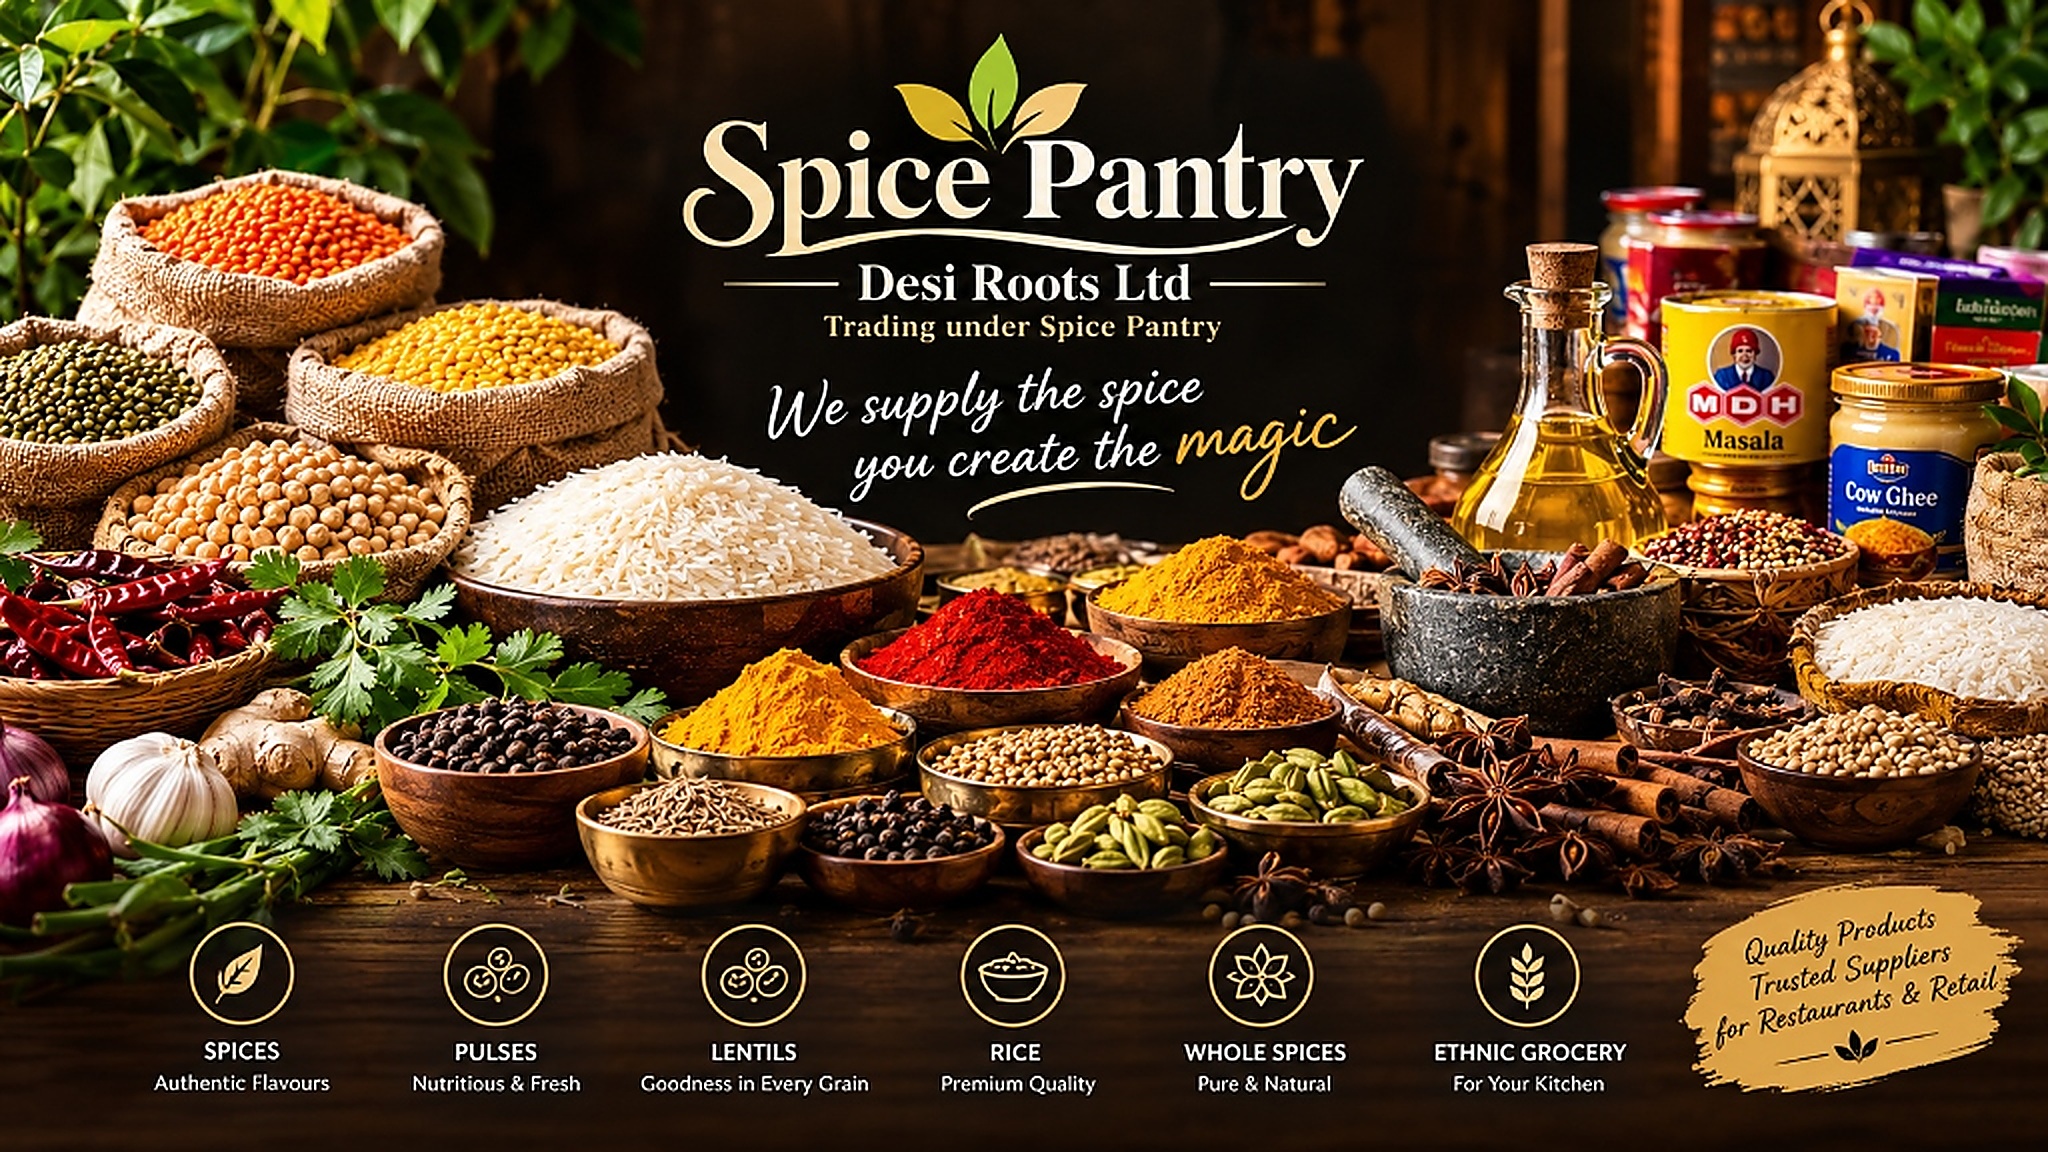 Spice Pantry
Desi Roots Ltd
Trading under Spice Pantry
We supply the spice
you create the magic
MDH
Masala
Cow Ghee
SPICES
Authentic Flavours
PULSES
Nutritious & Fresh
LENTILS
Goodness in Every Grain
RICE
Premium Quality
WHOLE SPICES
Pure & Natural
ETHNIC GROCERY
For Your Kitchen
Quality Products
Trusted Suppliers
for Restaurants & Retail